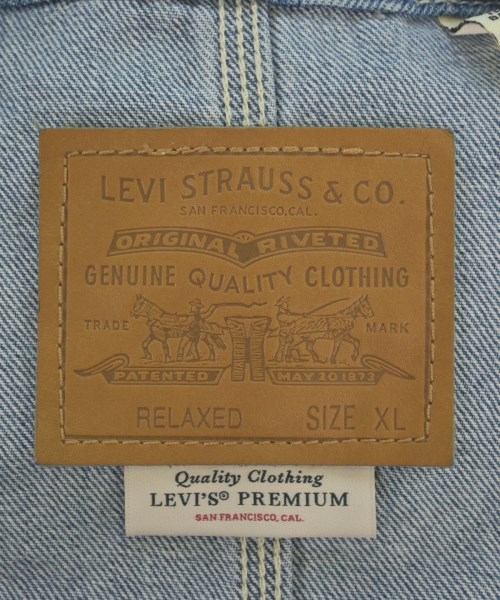 LEVI STRAUSS & CO.
SAN FRANCISCO, CAL.
ORIGINAL RIVETED
GENUINE QUALITY CLOTHING
TRADE MARK
PATENTED MAY 20 1873
RELAXED SIZE XL
Quality Clothing
LEVI'S® PREMIUM
SAN FRANCISCO, CAL.